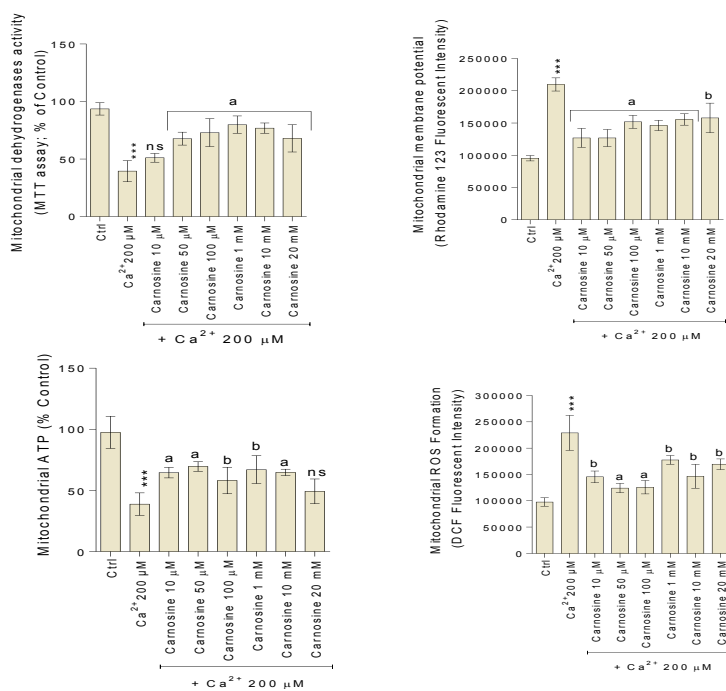 Mitochondrial dehydrogenases activity
(MTT assay; % of Control)
150
100
50
0
***
ns
a
Ctrl
Ca²⁺ 200 µM
Carnosine 10 µM
Carnosine 50 µM
Carnosine 100 µM
Carnosine 1 mM
Carnosine 10 mM
Carnosine 20 mM
+ Ca²⁺ 200 µM
Mitochondrial membrane potential
(Rhodamine 123 Fluorescent Intensity)
250000
200000
150000
100000
50000
0
***
a
b
Ctrl
Ca²⁺ 200 µM
Carnosine 10 µM
Carnosine 50 µM
Carnosine 100 µM
Carnosine 1 mM
Carnosine 10 mM
Carnosine 20 mM
+ Ca²⁺ 200 µM
Mitochondrial ATP (% Control)
150
100
50
0
***
a
a
b
b
a
ns
Ctrl
Ca²⁺ 200 µM
Carnosine 10 µM
Carnosine 50 µM
Carnosine 100 µM
Carnosine 1 mM
Carnosine 10 mM
Carnosine 20 mM
+ Ca²⁺ 200 µM
Mitochondrial ROS Formation
(DCF Fluorescent Intensity)
300000
250000
200000
150000
100000
50000
0
***
b
a
a
b
b
b
Ctrl
Ca²⁺ 200 µM
Carnosine 10 µM
Carnosine 50 µM
Carnosine 100 µM
Carnosine 1 mM
Carnosine 10 mM
Carnosine 20 mM
+ Ca²⁺ 200 µM